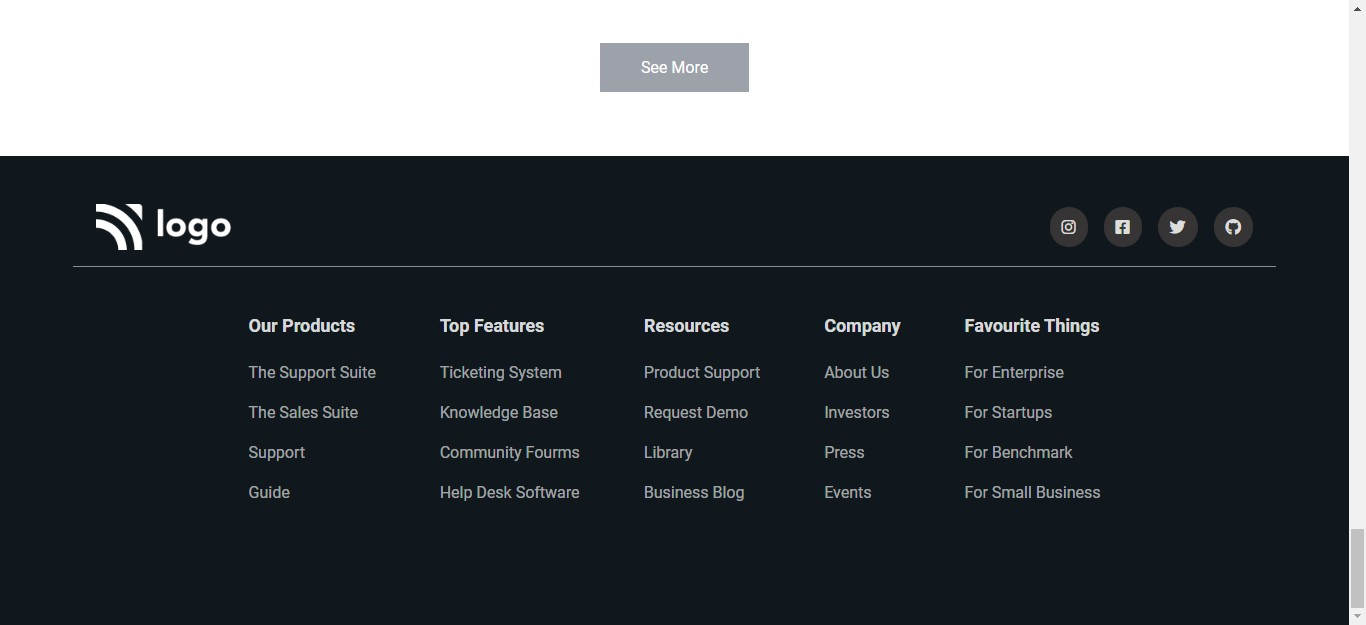 See More
logo
Our Products
The Support Suite
The Sales Suite
Support
Guide
Top Features
Ticketing System
Knowledge Base
Community Fourms
Help Desk Software
Resources
Product Support
Request Demo
Library
Business Blog
Company
About Us
Investors
Press
Events
Favourite Things
For Enterprise
For Startups
For Benchmark
For Small Business